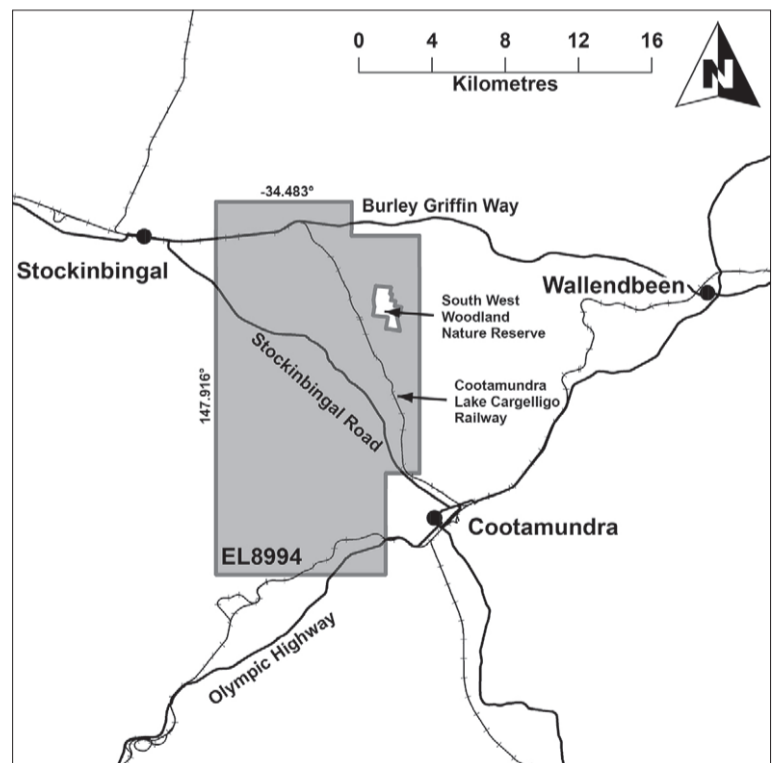 0 4 8 12 16
Kilometres
N
-34.483°
Burley Griffin Way
Stockinbingal
Wallendbeen
South West
Woodland
Nature Reserve
147.916°
Stockinbingal Road
Cootamundra
Lake Cargelligo
Railway
Cootamundra
EL8994
Olympic Highway